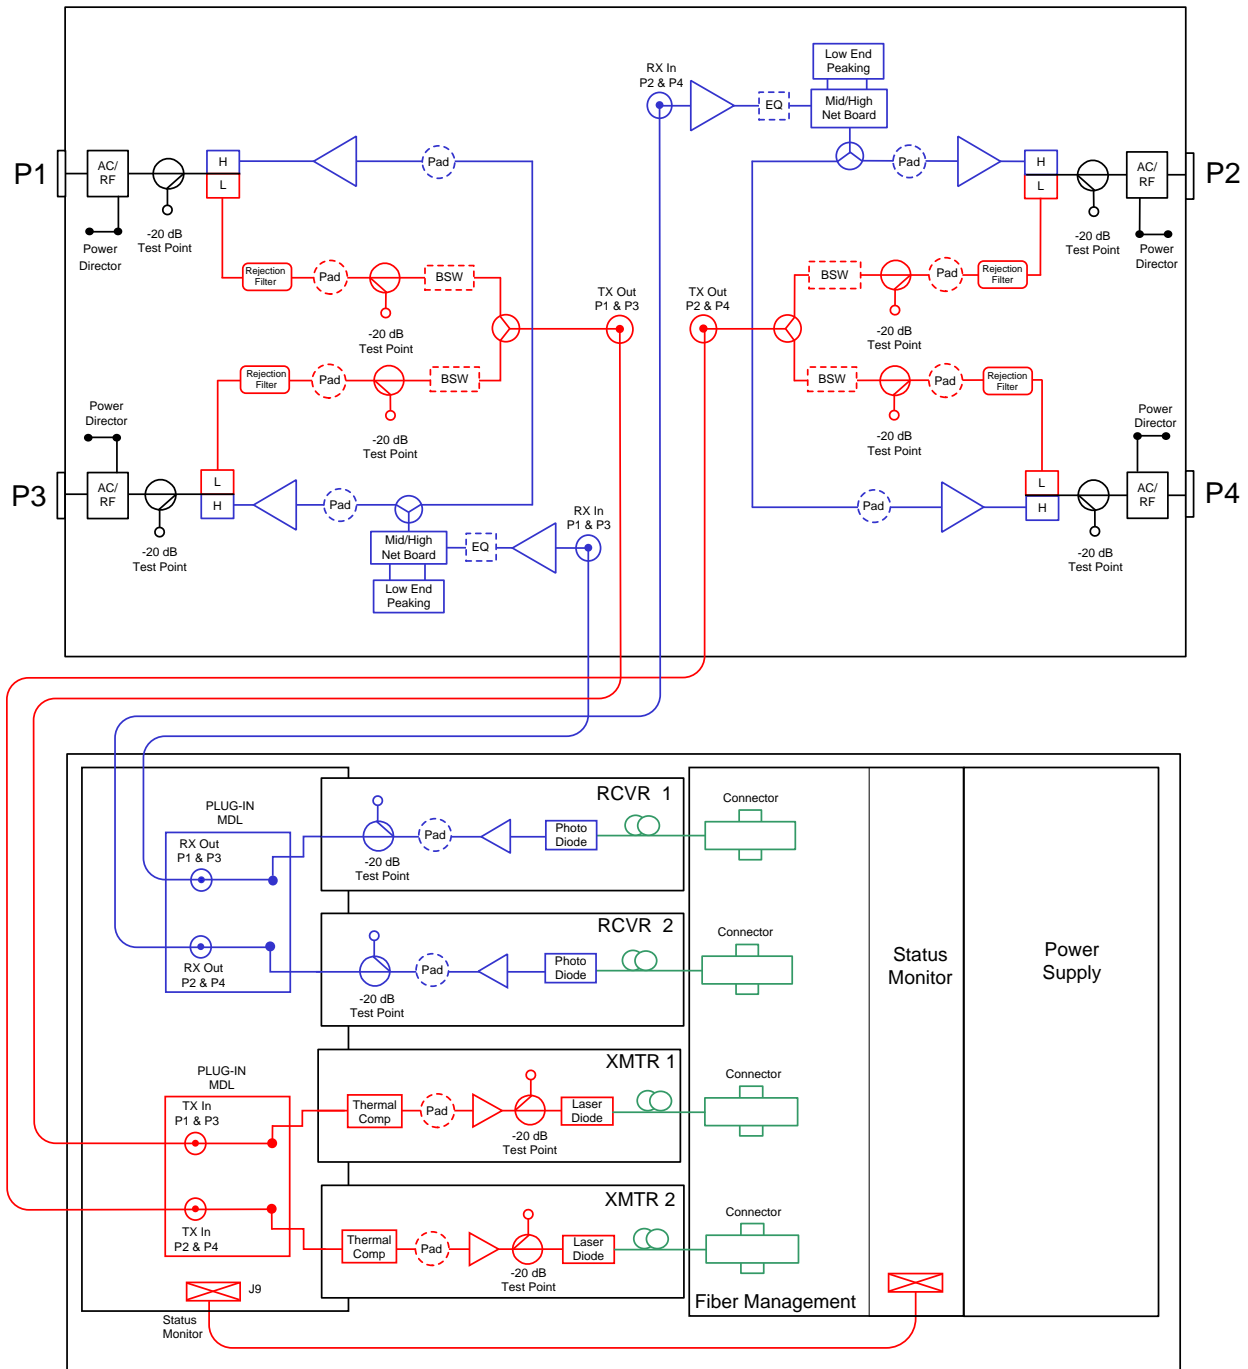 RX In
P2 & P4
Low End
Peaking
EQ
Mid/High
Net Board
P1
AC/
RF
H
L
Pad
Pad
H
L
AC/
RF
P2
-20 dB
Test Point
Power
Director
-20 dB
Test Point
Power
Director
Rejection
Filter
Pad
BSW
TX Out
P1 & P3
TX Out
P2 & P4
BSW
Pad
Rejection
Filter
-20 dB
Test Point
-20 dB
Test Point
Rejection
Filter
Pad
BSW
BSW
Pad
Rejection
Filter
Power
Director
-20 dB
Test Point
-20 dB
Test Point
Power
Director
P3
AC/
RF
L
H
Pad
RX In
P1 & P3
Pad
L
H
AC/
RF
P4
-20 dB
Test Point
Mid/High
Net Board
EQ
-20 dB
Test Point
Low End
Peaking
PLUG-IN
MDL
RX Out
P1 & P3
RCVR 1
-20 dB
Test Point
Pad
Photo
Diode
Connector
RX Out
P2 & P4
RCVR 2
-20 dB
Test Point
Pad
Photo
Diode
Connector
Status
Monitor
Power
Supply
PLUG-IN
MDL
TX In
P1 & P3
XMTR 1
Thermal
Comp
Pad
-20 dB
Test Point
Laser
Diode
Connector
TX In
P2 & P4
XMTR 2
Thermal
Comp
Pad
-20 dB
Test Point
Laser
Diode
Connector
J9
Fiber Management
Status
Monitor